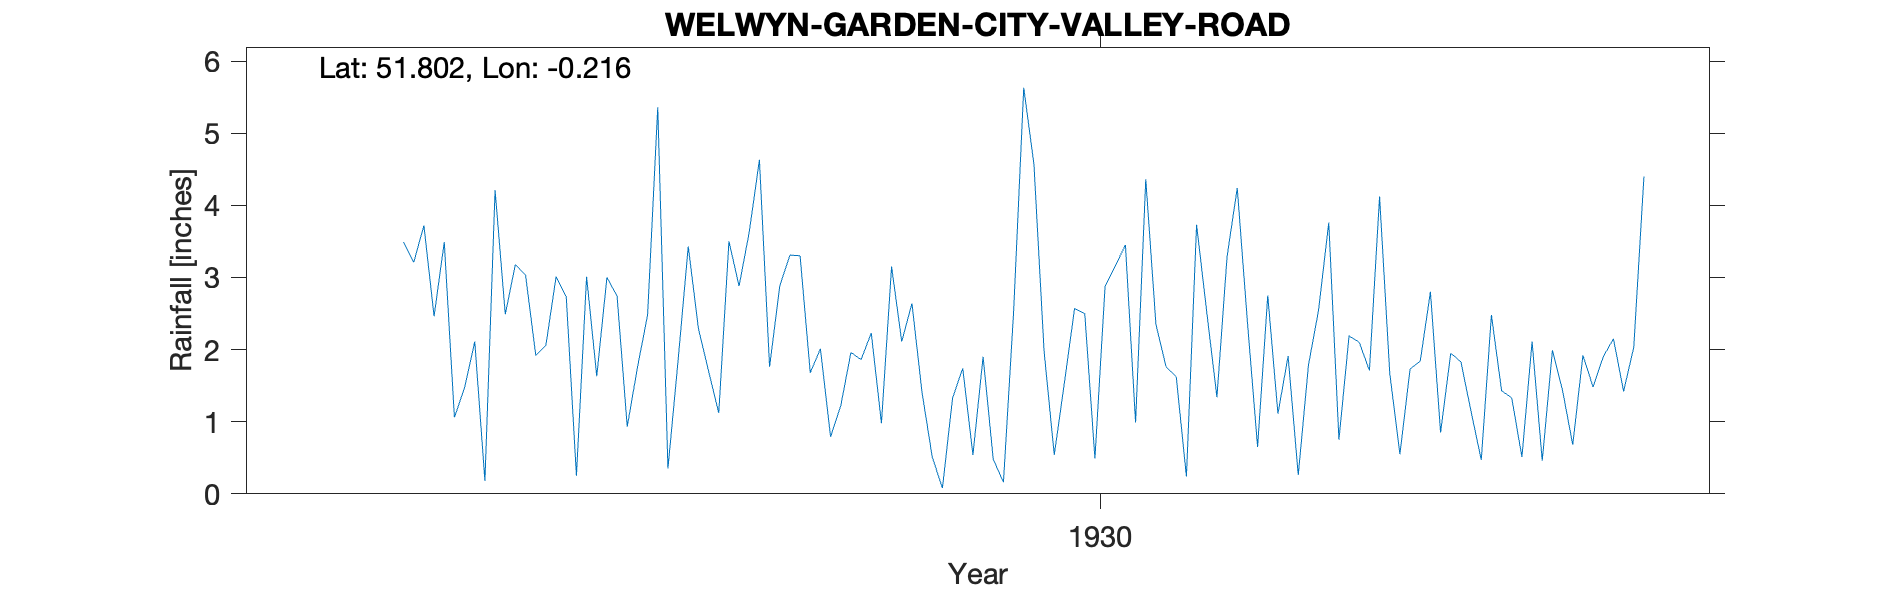 WELWYN-GARDEN-CITY-VALLEY-ROAD
Lat: 51.802, Lon: -0.216
6
5
4
3
2
1
0
Rainfall [inches]
1930
Year